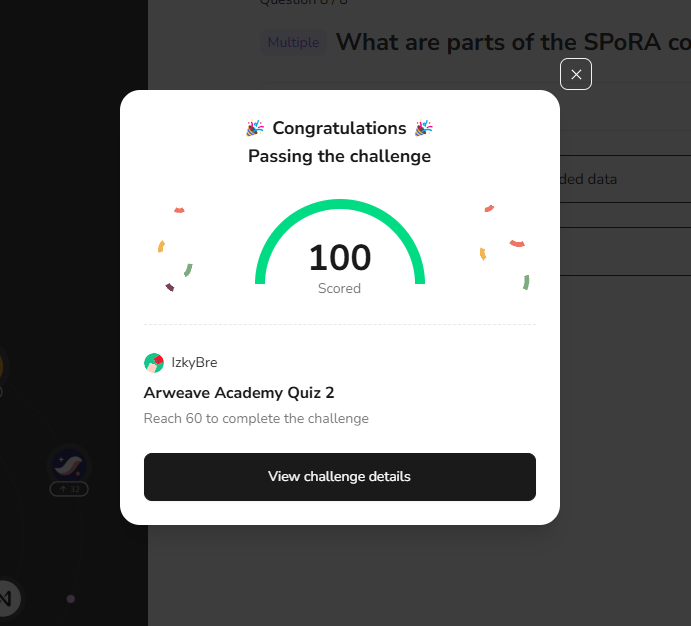 Question 8 / 8
Multiple What are parts of the SPoRA co
Congratulations
Passing the challenge
ded data
100
Scored
IzkyBre
Arweave Academy Quiz 2
Reach 60 to complete the challenge
View challenge details